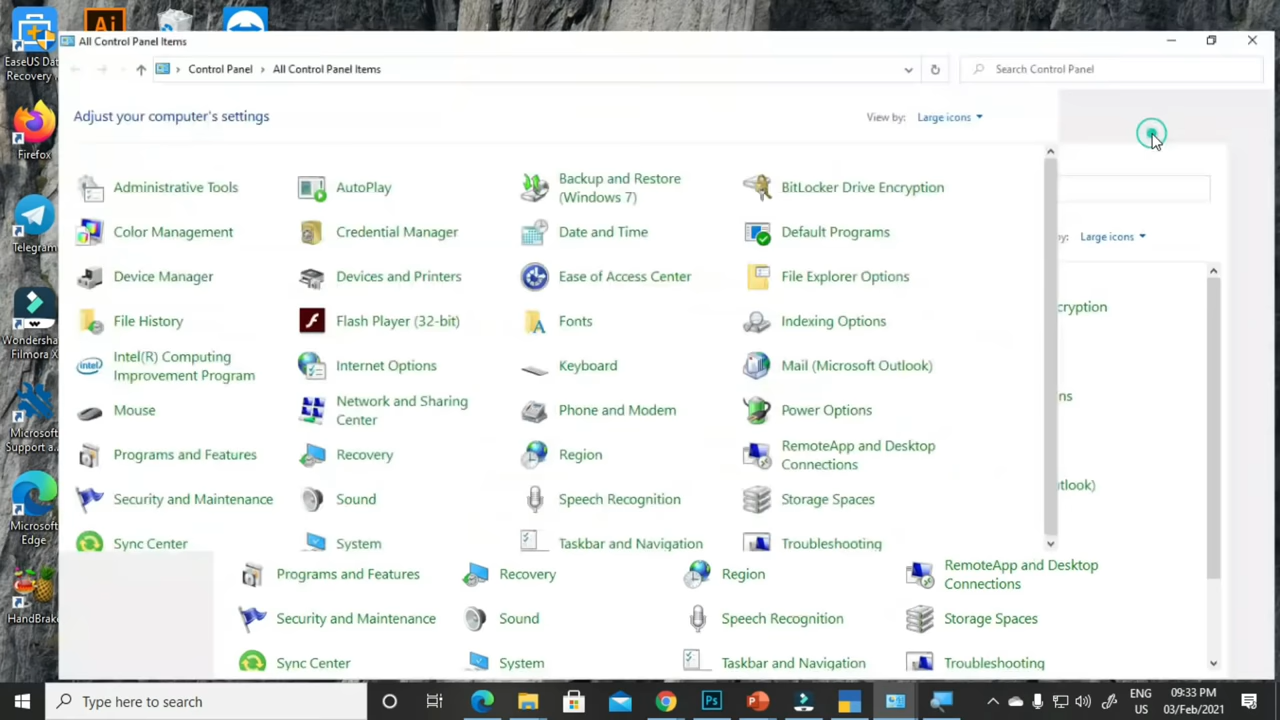 Ai
EaseUS Data
Recovery...
Firefox
Telegram
Wondersha...
Filmora X
Microsoft
Support a...
Microsoft
Edge
HandBrake
All Control Panel Items
Control Panel > All Control Panel Items
Search Control Panel
Adjust your computer's settings
View by: Large icons
Administrative Tools
AutoPlay
Backup and Restore
(Windows 7)
BitLocker Drive Encryption
Color Management
Credential Manager
Date and Time
Default Programs
Device Manager
Devices and Printers
Ease of Access Center
File Explorer Options
File History
Flash Player (32-bit)
Fonts
Indexing Options
Intel(R) Computing
Improvement Program
Internet Options
Keyboard
Mail (Microsoft Outlook)
Mouse
Network and Sharing
Center
Phone and Modem
Power Options
Programs and Features
Recovery
Region
RemoteApp and Desktop
Connections
Security and Maintenance
Sound
Speech Recognition
Storage Spaces
Sync Center
System
Taskbar and Navigation
Troubleshooting
y: Large icons
cryption
ns
utlook)
Programs and Features
Recovery
Region
RemoteApp and Desktop
Connections
Security and Maintenance
Sound
Speech Recognition
Storage Spaces
Sync Center
System
Taskbar and Navigation
Troubleshooting
Type here to search
ENG
US
09:33 PM
03/Feb/2021